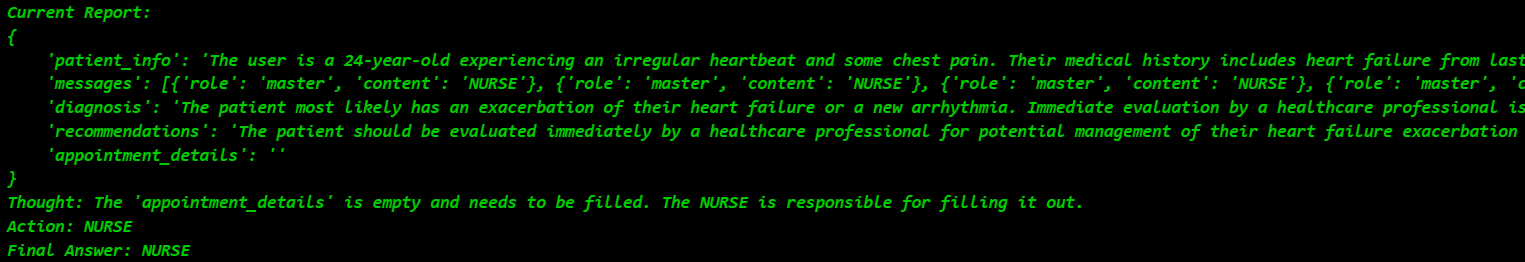 Current Report:
{
'patient_info': 'The user is a 24-year-old experiencing an irregular heartbeat and some chest pain. Their medical history includes heart failure from last
'messages': [{'role': 'master', 'content': 'NURSE'}, {'role': 'master', 'content': 'NURSE'}, {'role': 'master', 'content': 'NURSE'}, {'role': 'master', 'c
'diagnosis': 'The patient most likely has an exacerbation of their heart failure or a new arrhythmia. Immediate evaluation by a healthcare professional is
'recommendations': 'The patient should be evaluated immediately by a healthcare professional for potential management of their heart failure exacerbation
'appointment_details': ''
}
Thought: The 'appointment_details' is empty and needs to be filled. The NURSE is responsible for filling it out.
Action: NURSE
Final Answer: NURSE